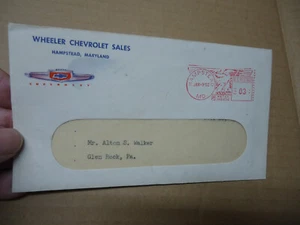 WHEELER CHEVROLET SALES
HAMPSTEAD, MARYLAND
CHEVROLET
Mr. Alton E. Walker
Glen Rock, Pa.